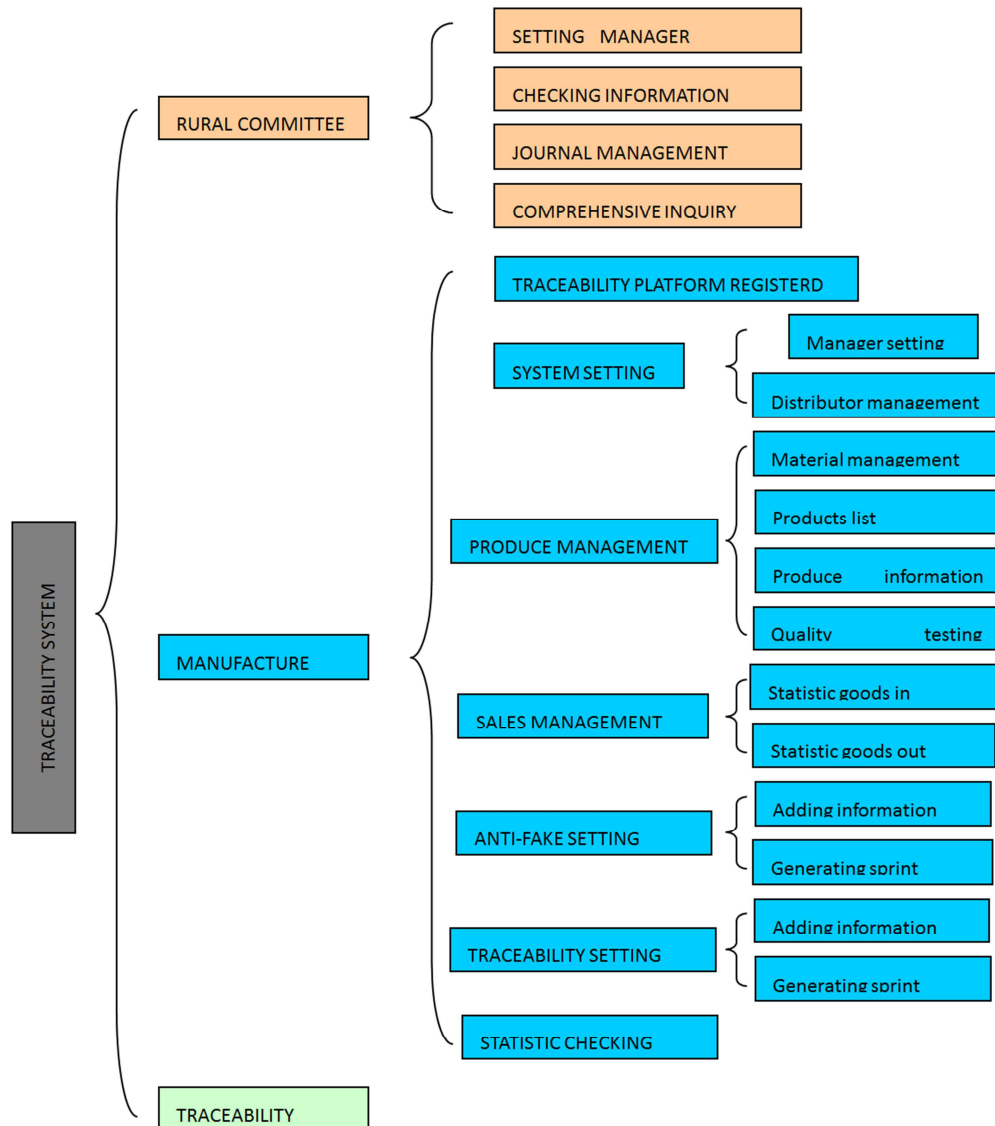 SETTING MANAGER
CHECKING INFORMATION
RURAL COMMITTEE
JOURNAL MANAGEMENT
COMPREHENSIVE INQUIRY
TRACEABILITY PLATFORM REGISTERD
SYSTEM SETTING
Manager setting
Distributor management
PRODUCE MANAGEMENT
Material management
Products list
Produce information
Quality testing
TRACEABILITY SYSTEM
MANUFACTURE
SALES MANAGEMENT
Statistic goods in
Statistic goods out
ANTI-FAKE SETTING
Adding information
Generating sprint
TRACEABILITY SETTING
Adding information
Generating sprint
STATISTIC CHECKING
TRACEABILITY